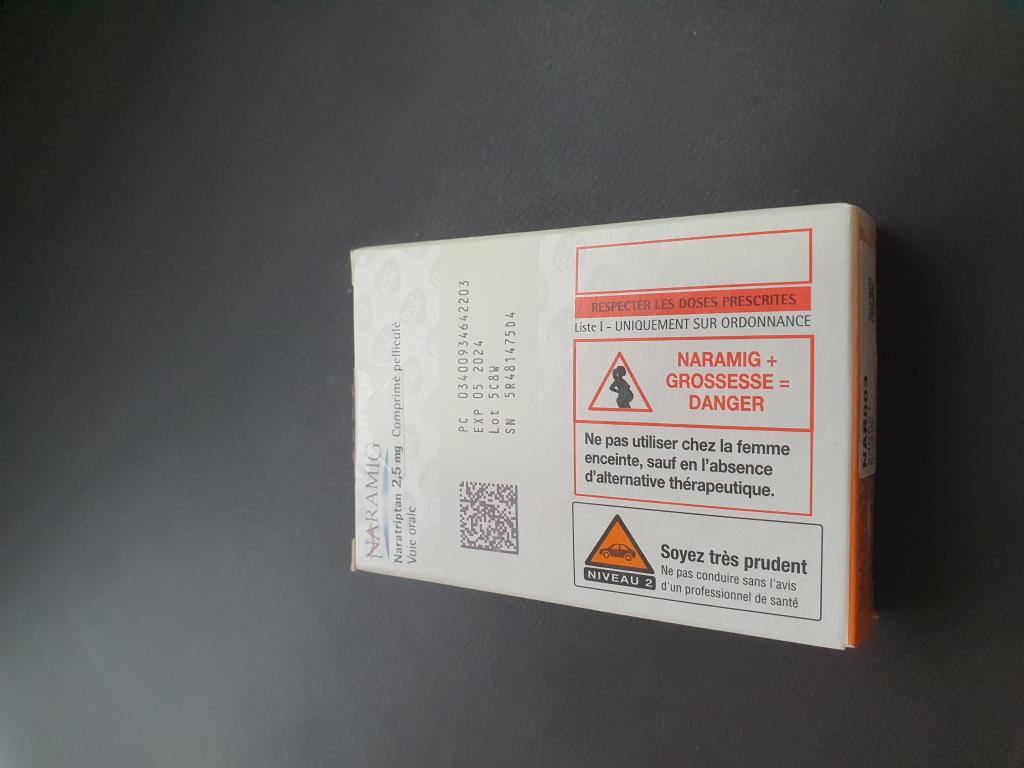 NARAMIG
Naratriptan 2,5 mg Comprimé pelliculé
Voie orale
PC 03400934642203
EXP 05 2024
Lot 5C8W
SN 5R481475D4
RESPECTER LES DOSES PRESCRITES
Liste I - UNIQUEMENT SUR ORDONNANCE
NARAMIG +
GROSSESSE =
DANGER
Ne pas utiliser chez la femme
enceinte, sauf en l'absence
d'alternative thérapeutique.
NIVEAU 2
Soyez très prudent
Ne pas conduire sans l'avis
d'un professionnel de santé
NARG03